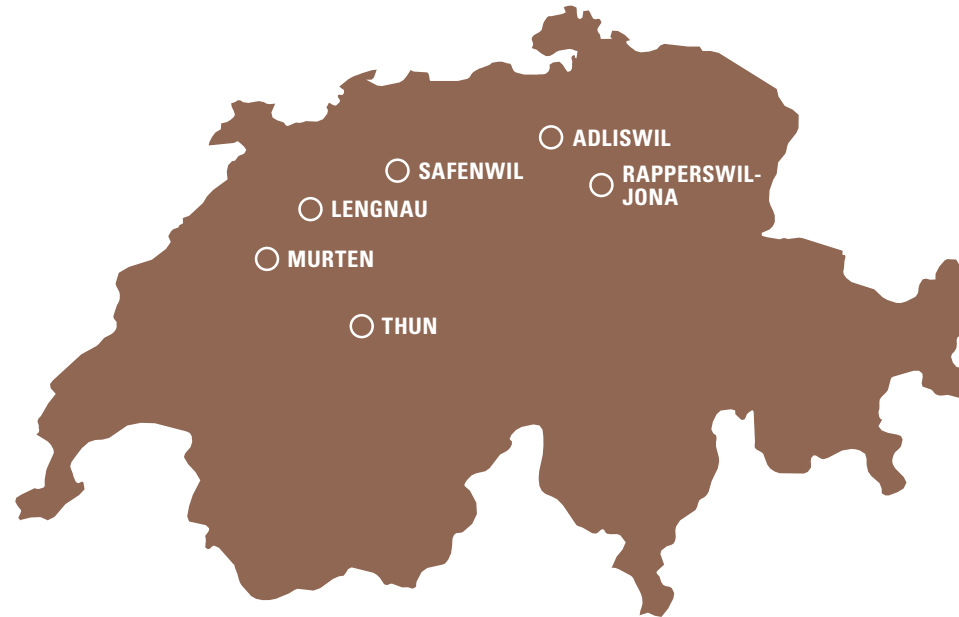 ADLISWIL
SAFENWIL
RAPPERSWIL-
JONA
LENGNAU
MURTEN
THUN